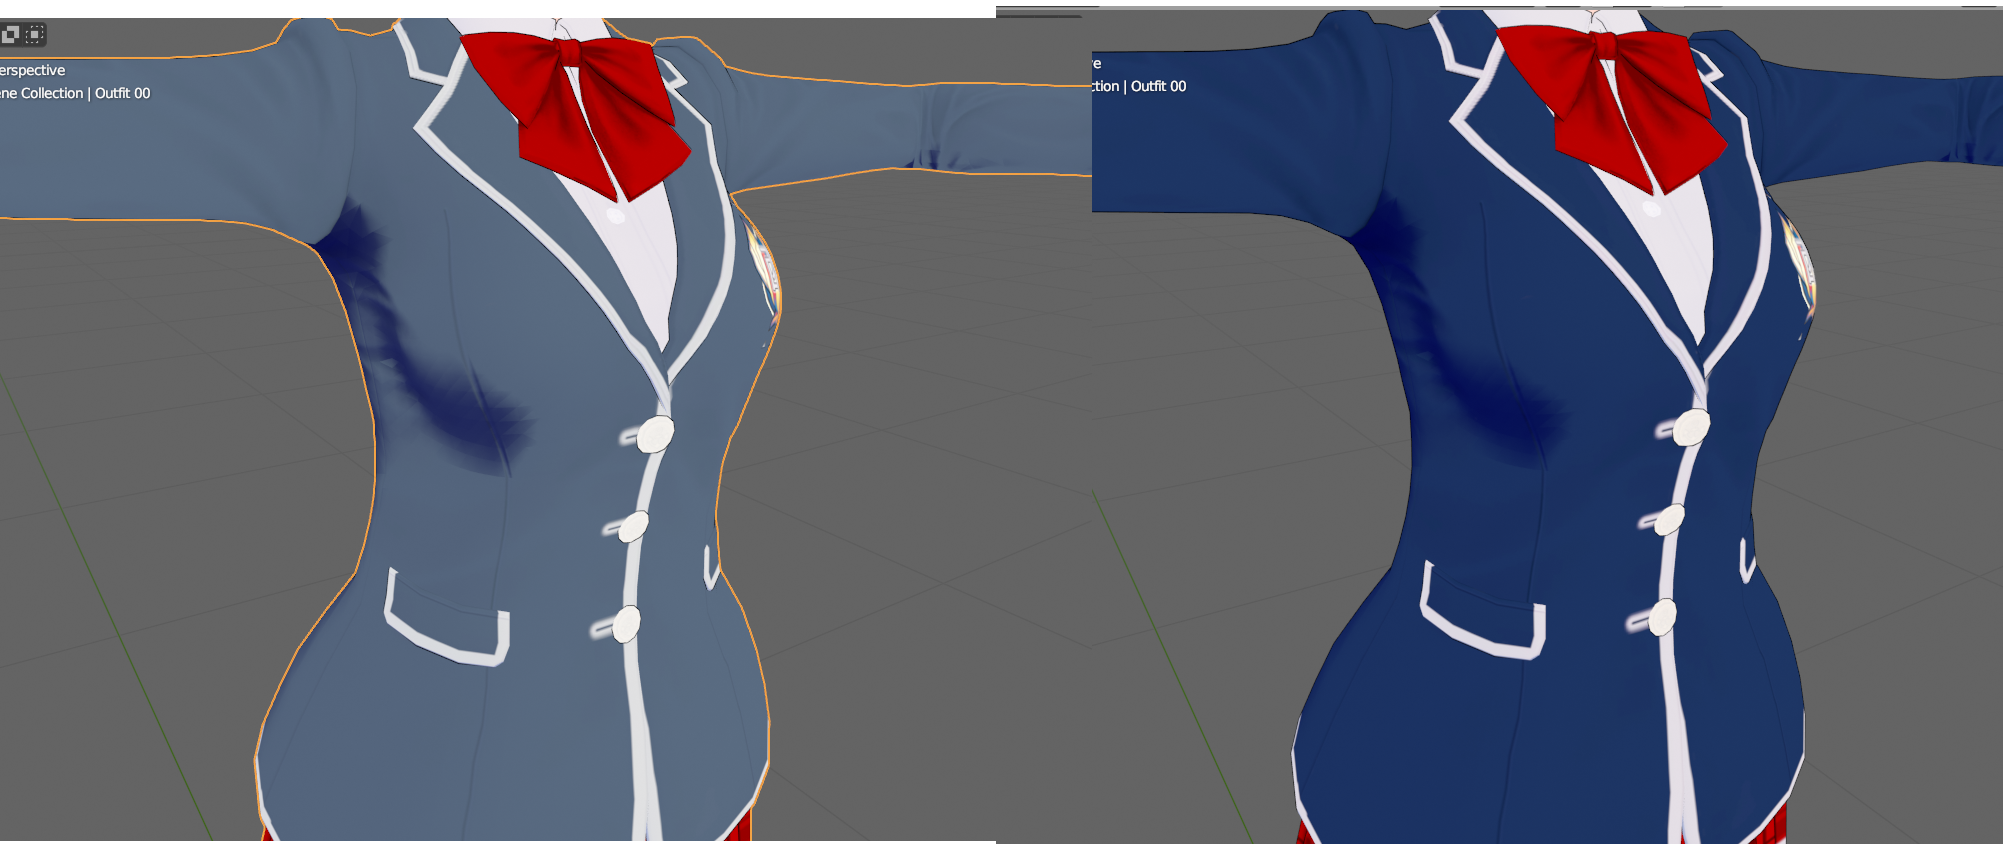 erspective
ne Collection | Outfit 00
e
ction | Outfit 00